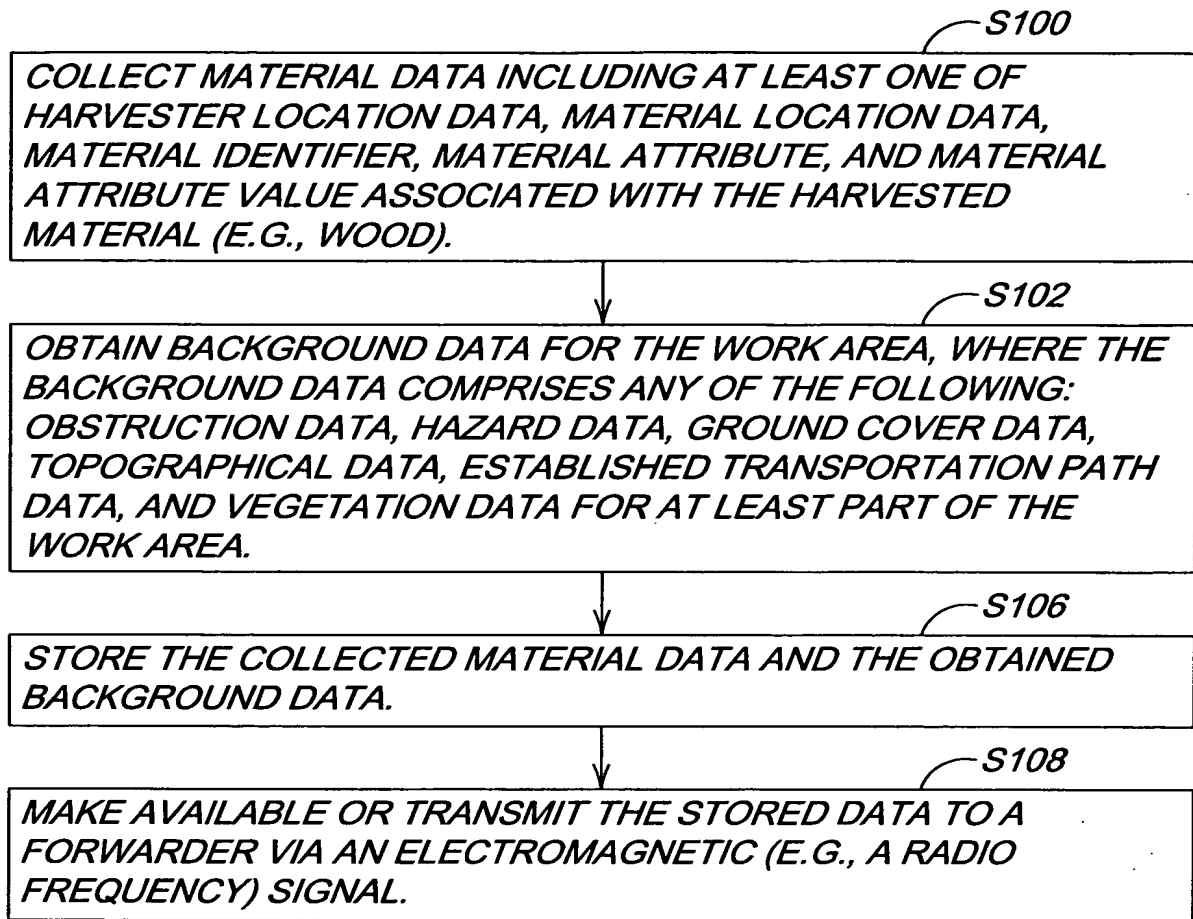 S100
COLLECT MATERIAL DATA INCLUDING AT LEAST ONE OF
HARVESTER LOCATION DATA, MATERIAL LOCATION DATA,
MATERIAL IDENTIFIER, MATERIAL ATTRIBUTE, AND MATERIAL
ATTRIBUTE VALUE ASSOCIATED WITH THE HARVESTED
MATERIAL (E.G., WOOD).
S102
OBTAIN BACKGROUND DATA FOR THE WORK AREA, WHERE THE
BACKGROUND DATA COMPRISES ANY OF THE FOLLOWING:
OBSTRUCTION DATA, HAZARD DATA, GROUND COVER DATA,
TOPOGRAPHICAL DATA, ESTABLISHED TRANSPORTATION PATH
DATA, AND VEGETATION DATA FOR AT LEAST PART OF THE
WORK AREA.
S106
STORE THE COLLECTED MATERIAL DATA AND THE OBTAINED
BACKGROUND DATA.
S108
MAKE AVAILABLE OR TRANSMIT THE STORED DATA TO A
FORWARDER VIA AN ELECTROMAGNETIC (E.G., A RADIO
FREQUENCY) SIGNAL.